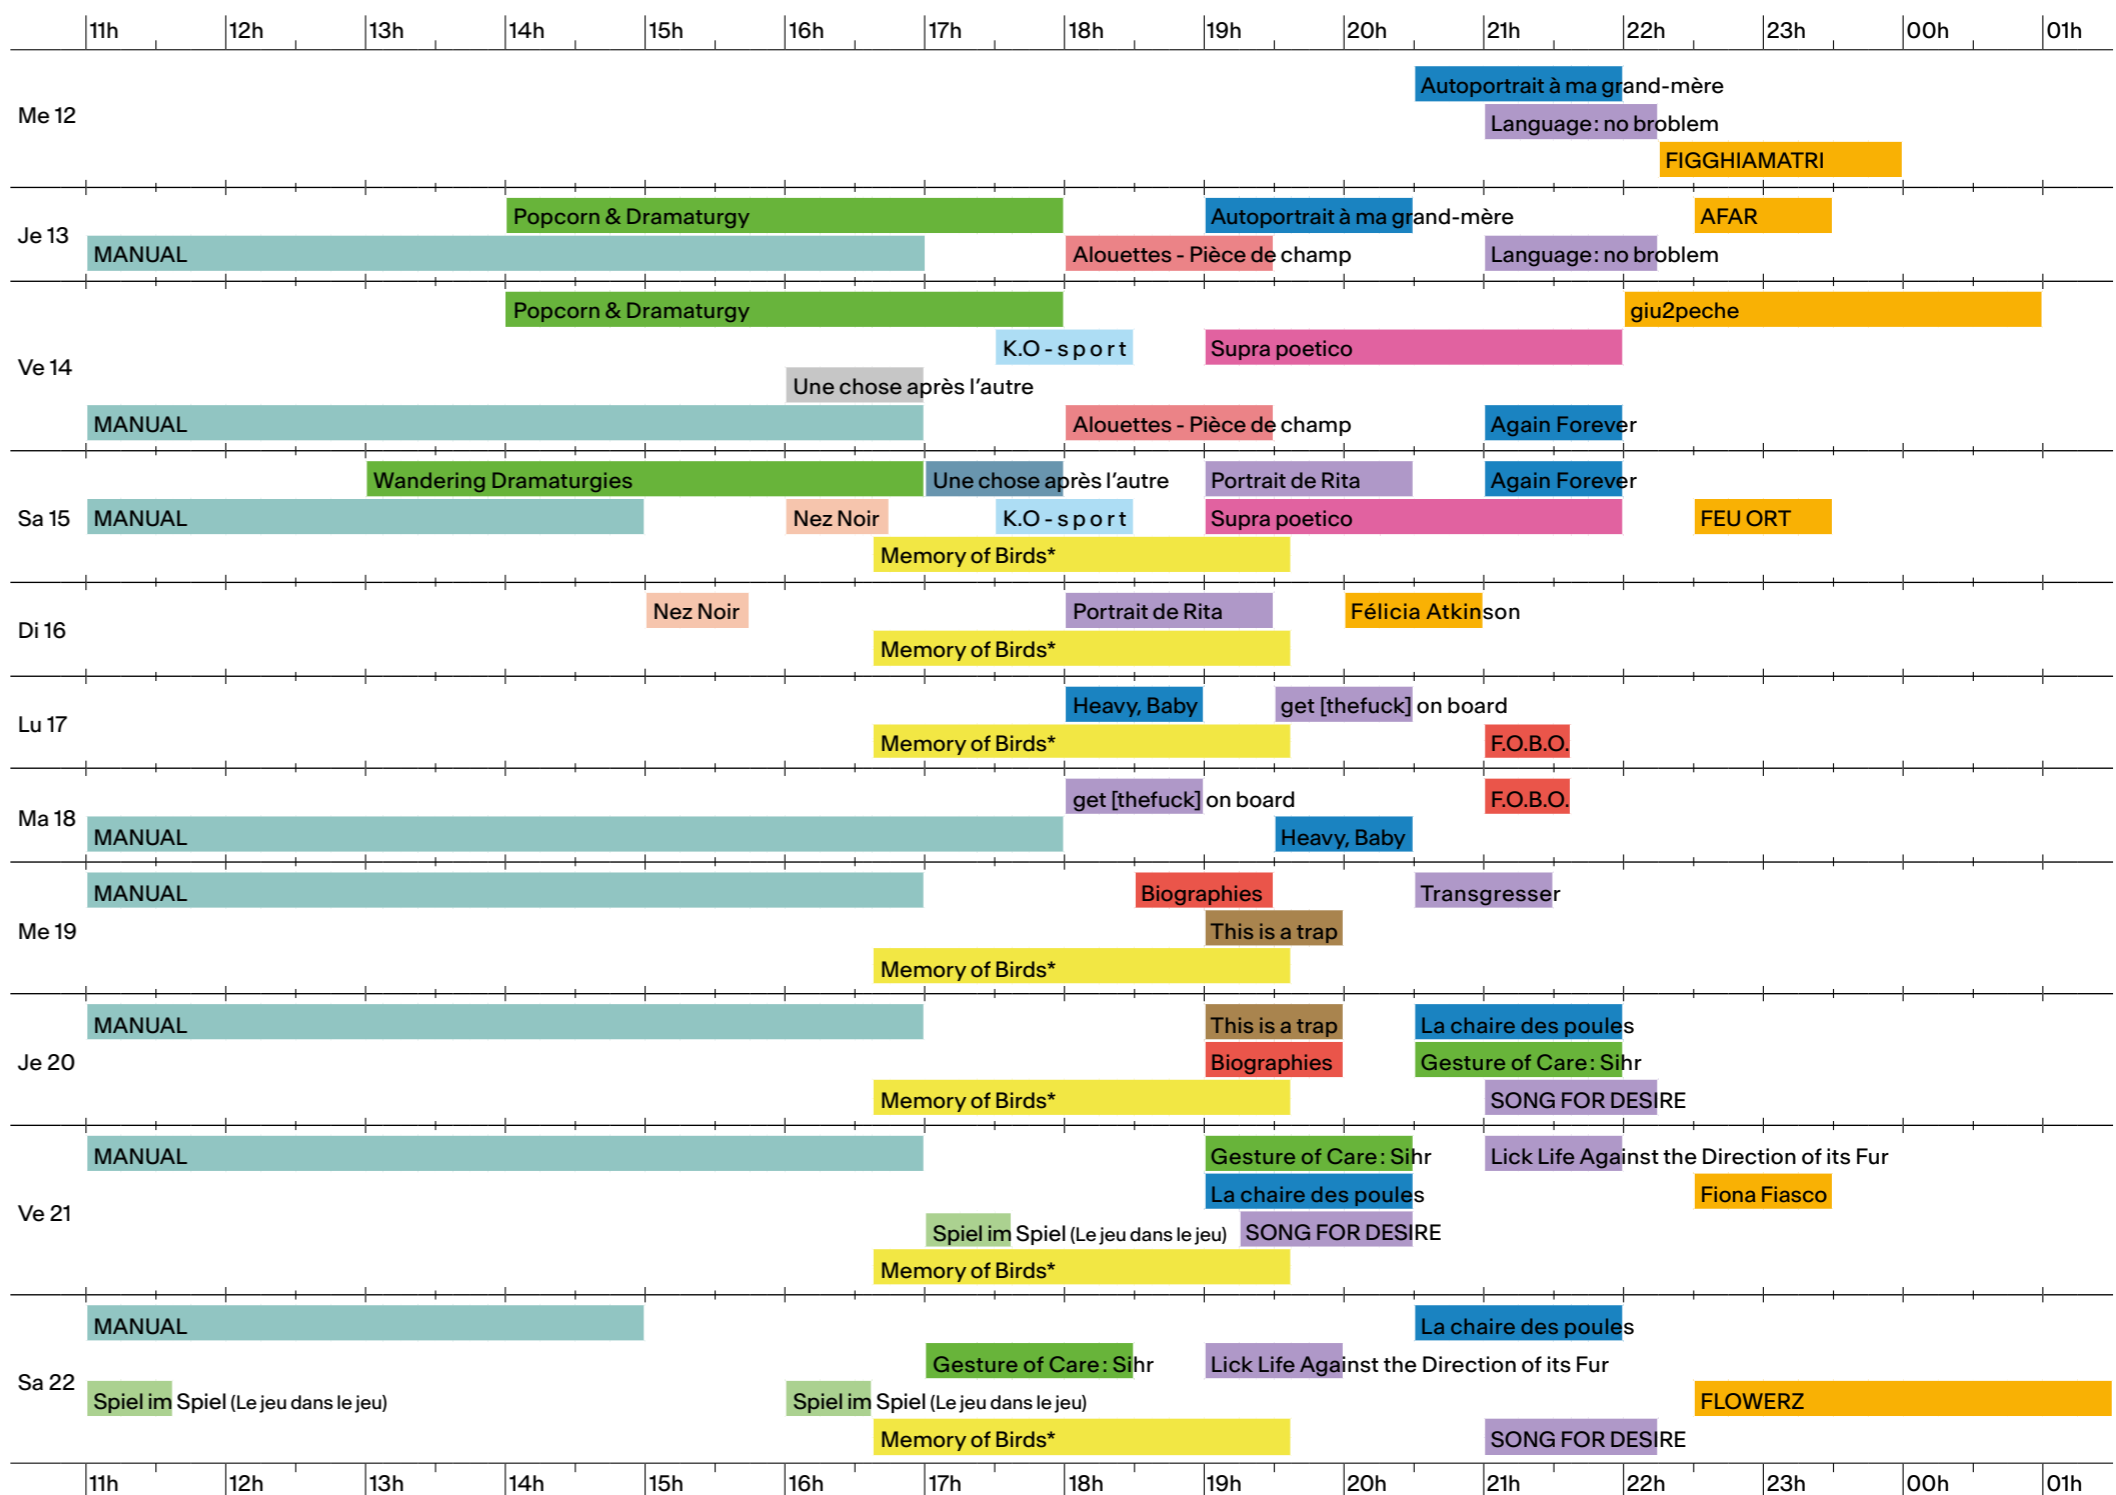 11h 12h 13h 14h 15h 16h 17h 18h 19h 20h 21h 22h 23h 00h 01h
Me 12
Autoportrait à ma grand-mère
Language: no broblem
FIGGHIAMATRI
Je 13
Popcorn & Dramaturgy Autoportrait à ma grand-mère AFAR
MANUAL Alouettes - Pièce de champ Language: no broblem
Ve 14
Popcorn & Dramaturgy giu2peche
K.O - s p o r t Supra poetico
Une chose après l’autre
MANUAL Alouettes - Pièce de champ Again Forever
Sa 15
Wandering Dramaturgies Une chose après l’autre Portrait de Rita Again Forever
MANUAL Nez Noir K.O - s p o r t Supra poetico FEU ORT
Memory of Birds*
Di 16
Nez Noir Portrait de Rita Félicia Atkinson
Memory of Birds*
Lu 17
Heavy, Baby get [thefuck] on board
Memory of Birds* F.O.B.O.
Ma 18
get [thefuck] on board F.O.B.O.
MANUAL Heavy, Baby
Me 19
MANUAL Biographies Transgresser
This is a trap
Memory of Birds*
Je 20
MANUAL This is a trap La chaire des poules
Biographies Gesture of Care: Sihr
Memory of Birds* SONG FOR DESIRE
Ve 21
MANUAL Gesture of Care: Sihr Lick Life Against the Direction of its Fur
La chaire des poules Fiona Fiasco
Spiel im Spiel (Le jeu dans le jeu) SONG FOR DESIRE
Memory of Birds*
Sa 22
MANUAL La chaire des poules
Gesture of Care: Sihr Lick Life Against the Direction of its Fur
Spiel im Spiel (Le jeu dans le jeu) Spiel im Spiel (Le jeu dans le jeu) FLOWERZ
Memory of Birds* SONG FOR DESIRE
11h 12h 13h 14h 15h 16h 17h 18h 19h 20h 21h 22h 23h 00h 01h